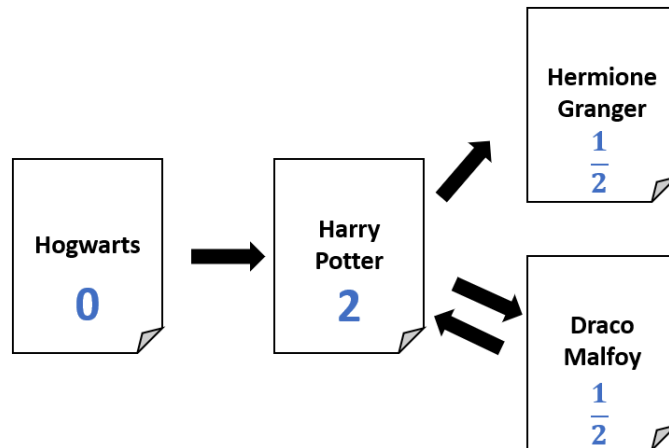 Hogwarts
0
Harry
Potter
2
Hermione
Granger
1
2
Draco
Malfoy
1
2